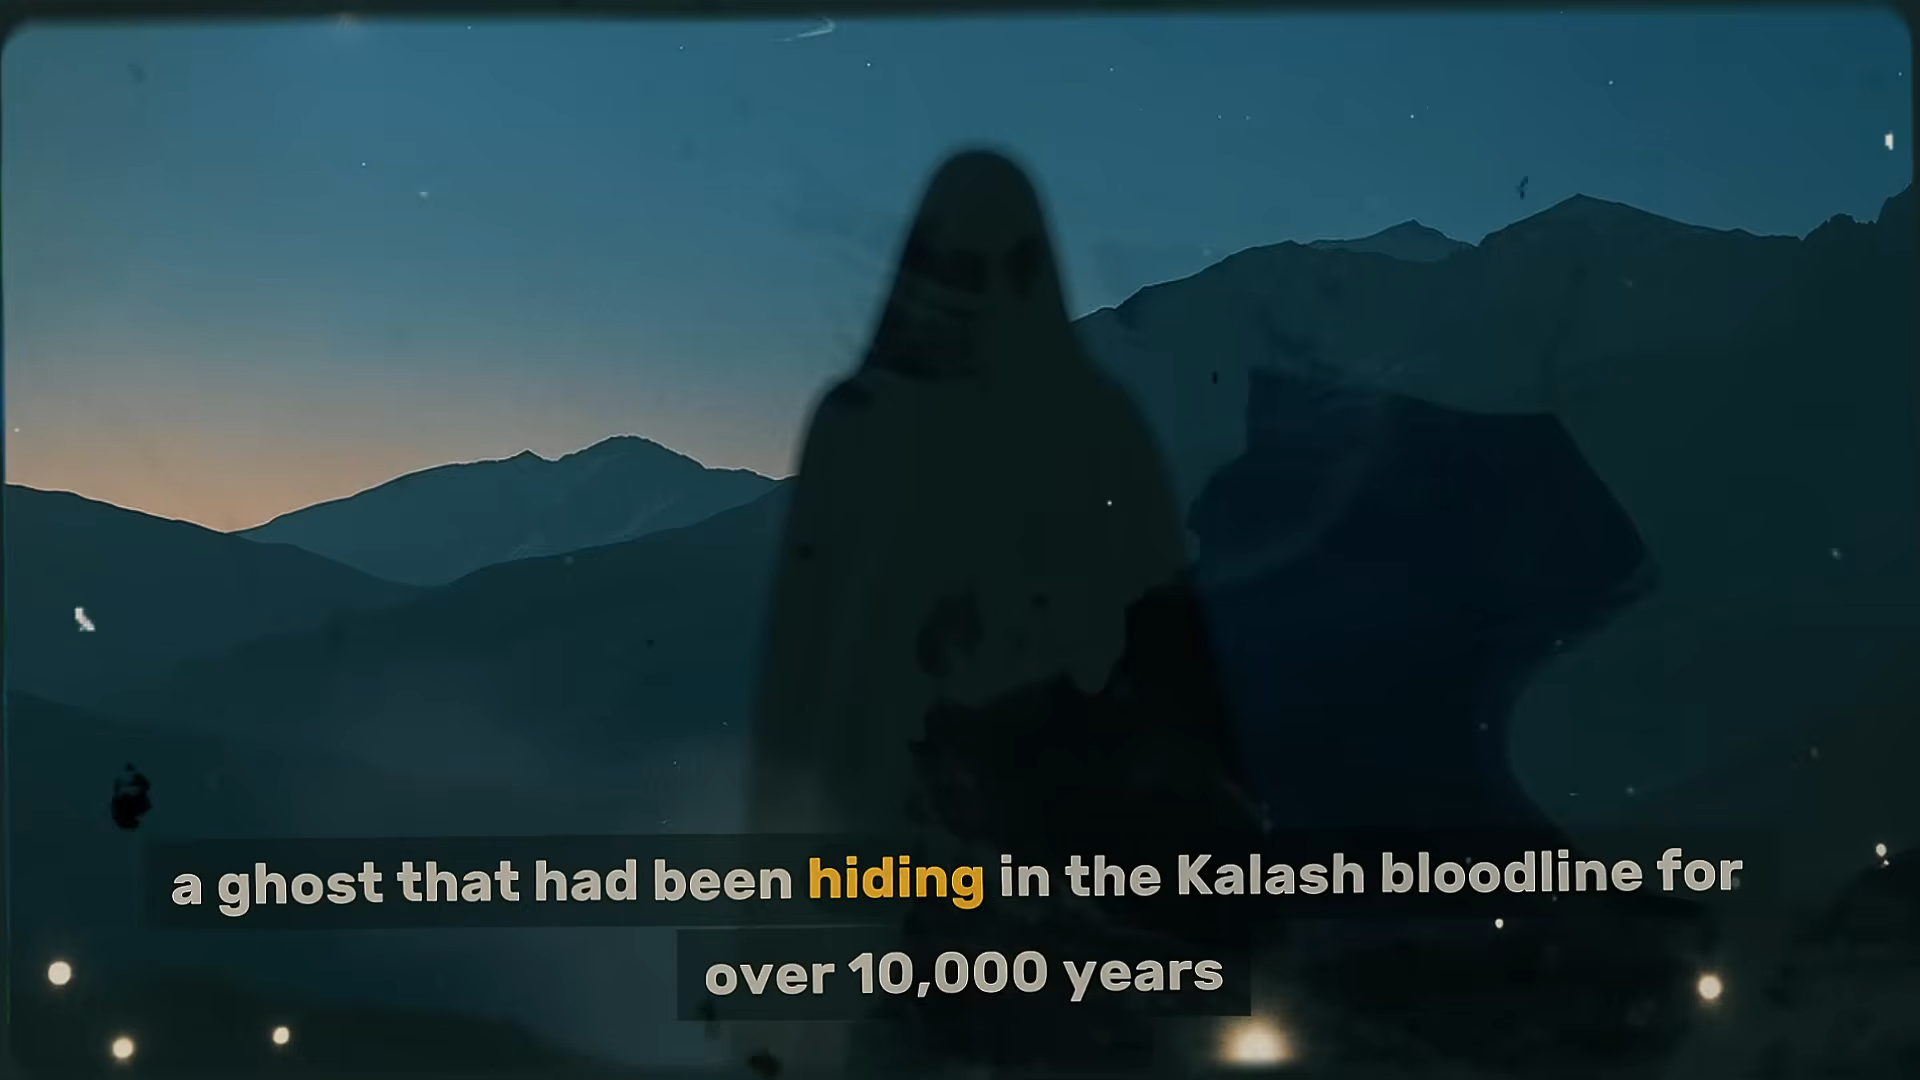 a ghost that had been hiding in the Kalash bloodline for
over 10,000 years